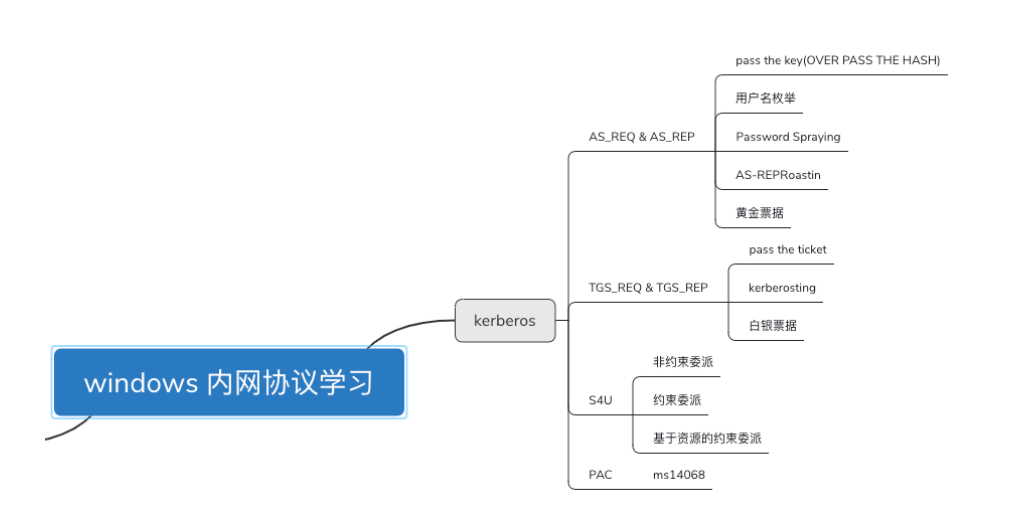 pass the key(OVER PASS THE HASH)
用户名枚举
AS_REQ & AS_REP
Password Spraying
AS-REPRoastin
黄金票据
pass the ticket
TGS_REQ & TGS_REP
kerberosting
白银票据
kerberos
windows 内网协议学习
非约束委派
S4U
约束委派
基于资源的约束委派
PAC
ms14068